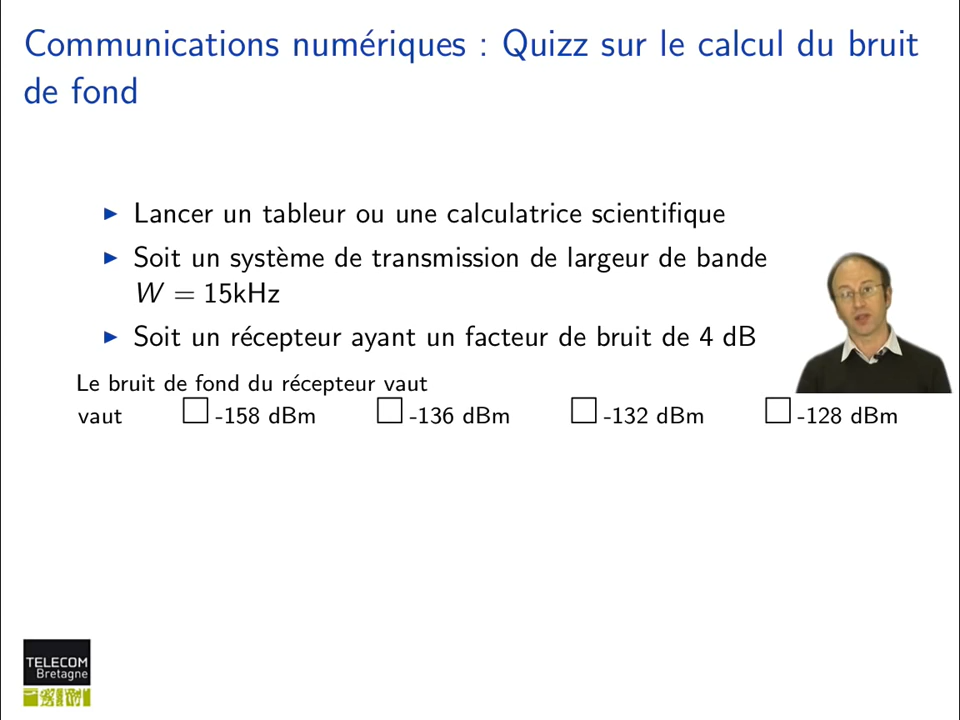 Communications numériques : Quizz sur le calcul du bruit
de fond
Lancer un tableur ou une calculatrice scientifique
Soit un système de transmission de largeur de bande
W = 15kHz
Soit un récepteur ayant un facteur de bruit de 4 dB
Le bruit de fond du récepteur vaut
vaut -158 dBm -136 dBm -132 dBm -128 dBm
TELECOM
Bretagne